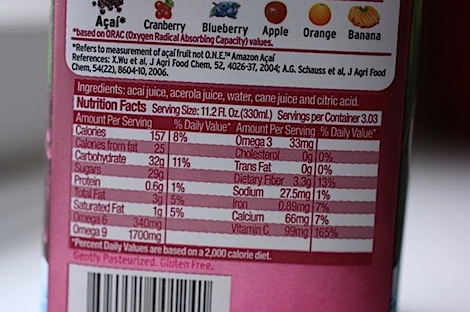 Açaí* Cranberry Blueberry Apple Orange Banana
*based on ORAC (Oxygen Radical Absorbing Capacity) values.
*Refers to measurement of açaí fruit not O.N.E.™ Amazon Açaí
References: X.Wu et al, J Agri Food Chem, 52, 4026-37, 2004; A.G. Schauss et al, J Agri Food
Chem, 54(22), 8604-10, 2006.
Ingredients: acai juice, acerola juice, water, cane juice and citric acid.
Nutrition Facts Serving Size: 11.2 Fl. Oz.(330mL) Servings per Container 3.03
Amount Per Serving % Daily Value* Amount Per Serving % Daily Value*
Calories 157 8% Omega 3 33mg
Calories from fat 25 Cholesterol 0g 0%
Carbohydrate 32g 11% Trans Fat 0g 0%
Sugars 29g Dietary Fiber 3.3g 13%
Protein 0.6g 1% Sodium 27.5mg 1%
Total Fat 3g 5% Iron 0.89mg 7%
Saturated Fat 1g 5% Calcium 66mg 7%
Omega 6 340mg Vitamin C 99mg 165%
Omega 9 1700mg
*Percent Daily Values are based on a 2,000 calorie diet.
Gently Pasteurized. Gluten Free.